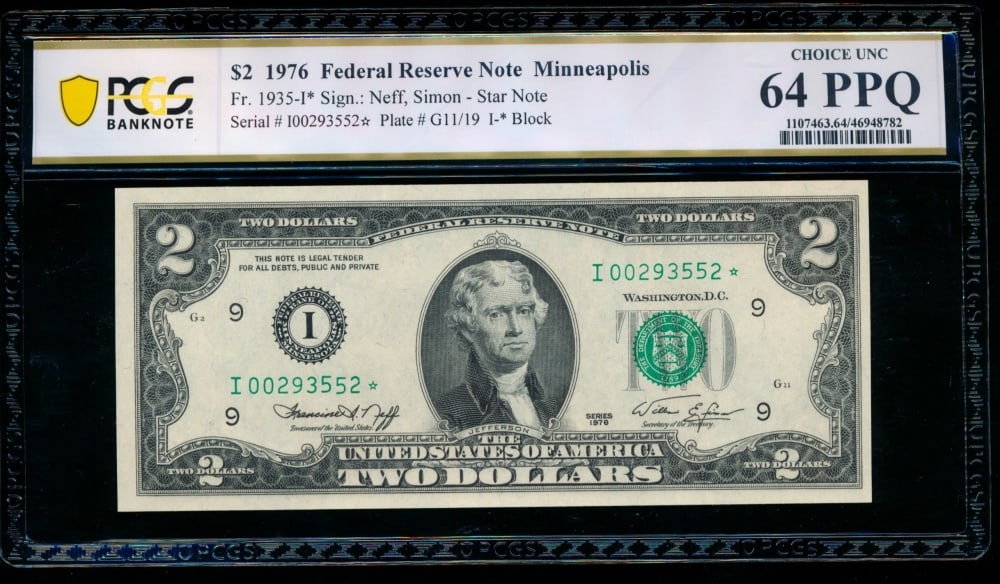 PCGS
BANKNOTE
$2 1976 Federal Reserve Note Minneapolis
Fr. 1935-I* Sign.: Neff, Simon - Star Note
Serial # I00293552☆ Plate # G11/19 I-* Block
CHOICE UNC
64 PPQ
1107463.64/46948782
2
TWO DOLLARS
FEDERAL RESERVE NOTE
TWO DOLLARS
2
THIS NOTE IS LEGAL TENDER
FOR ALL DEBTS, PUBLIC AND PRIVATE
I 00293552 ☆
WASHINGTON, D.C.
G2
9
I
TWO
9
I 00293552 ☆
G11
9
Francine I. Neff
Treasurer of the United States.
JEFFERSON
SERIES
1976
William E. Simon
Secretary of the Treasury.
9
THE
UNITED STATES OF AMERICA
TWO DOLLARS
2
TWO DOLLARS
TWO DOLLARS
2